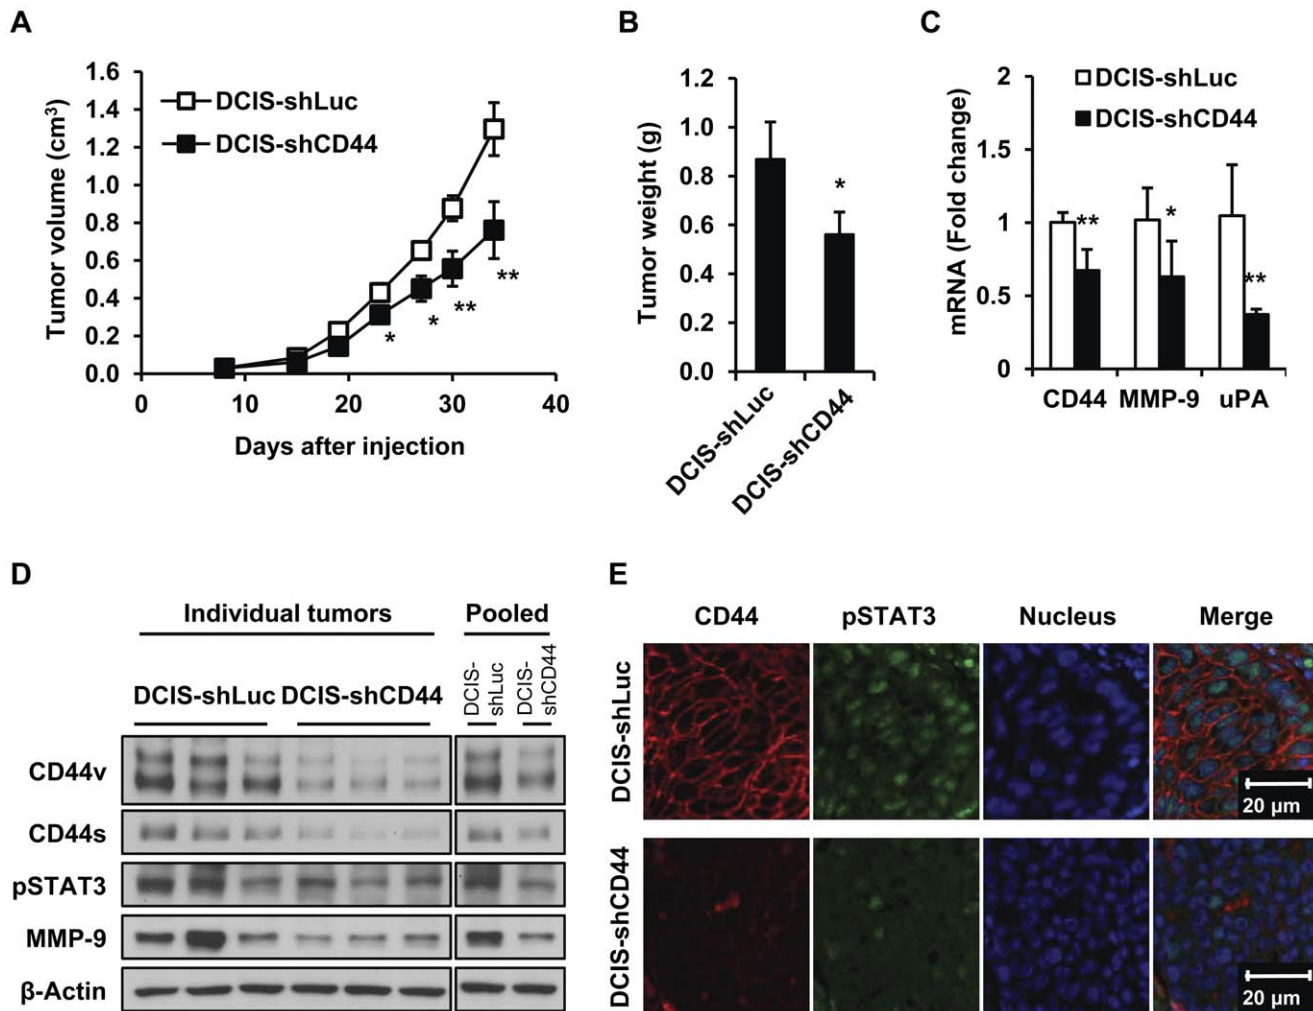 A
1.6
1.4
1.2
1.0
0.8
0.6
0.4
0.2
0.0
0
10
20
30
40
Tumor volume (cm³)
Days after injection
DCIS-shLuc
DCIS-shCD44
*
*
**
**
B
1.2
1.0
0.8
0.6
0.4
0.2
0.0
Tumor weight (g)
*
DCIS-shLuc
DCIS-shCD44
C
2
1.5
1
0.5
0
mRNA (Fold change)
DCIS-shLuc
DCIS-shCD44
**
*
**
CD44 MMP-9 uPA
D
Individual tumors
Pooled
DCIS-shLuc DCIS-shCD44
DCIS-
shLuc
DCIS-
shCD44
CD44v
CD44s
pSTAT3
MMP-9
β-Actin
E
CD44 pSTAT3 Nucleus Merge
DCIS-shLuc
20 µm
DCIS-shCD44
20 µm